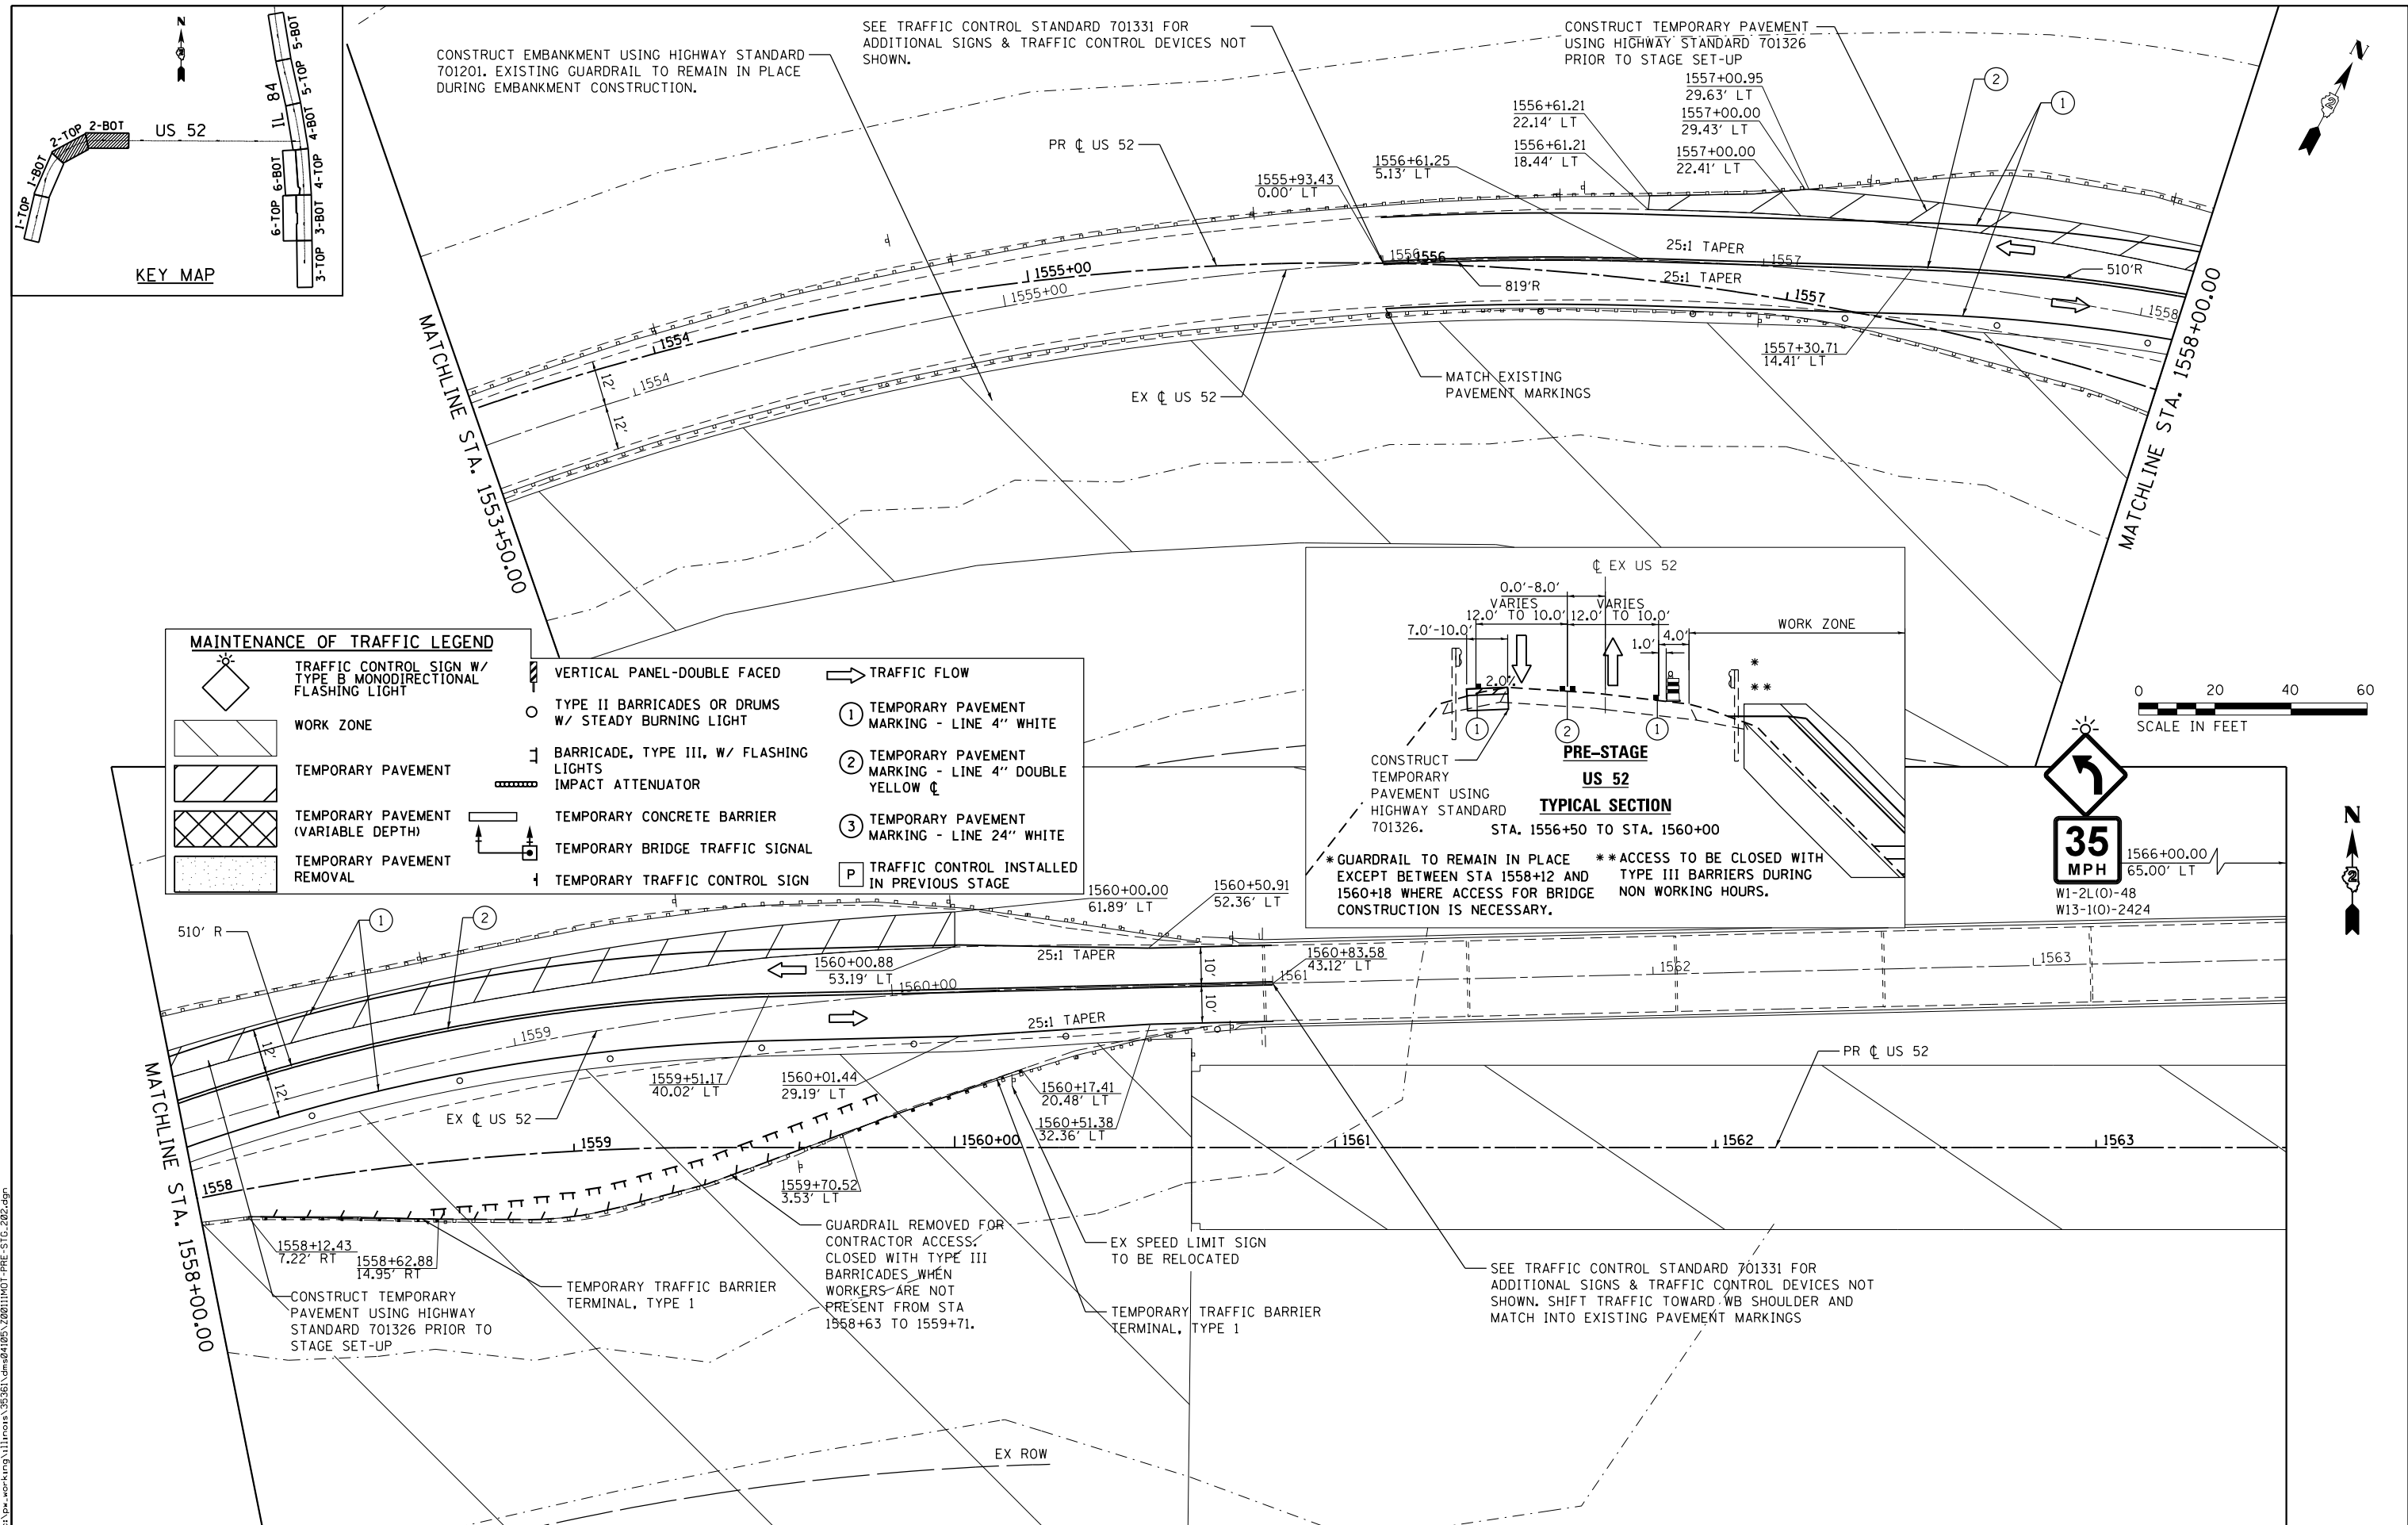 N
KEY MAP
US 52
IL 84
1-TOP
1-BOT
2-TOP
2-BOT
5-BOT
5-TOP
4-BOT
4-TOP
6-BOT
6-TOP
3-BOT
3-TOP
CONSTRUCT EMBANKMENT USING HIGHWAY STANDARD
701201. EXISTING GUARDRAIL TO REMAIN IN PLACE
DURING EMBANKMENT CONSTRUCTION.
SEE TRAFFIC CONTROL STANDARD 701331 FOR
ADDITIONAL SIGNS & TRAFFIC CONTROL DEVICES NOT
SHOWN.
CONSTRUCT TEMPORARY PAVEMENT
USING HIGHWAY STANDARD 701326
PRIOR TO STAGE SET-UP
N
2
1557+00.95
29.63' LT
1557+00.00
29.43' LT
1557+00.00
22.41' LT
1556+61.21
22.14' LT
1556+61.21
18.44' LT
1556+61.25
5.13' LT
1555+93.43
0.00' LT
2
1
PR ℄ US 52
25:1 TAPER
25:1 TAPER
510'R
819'R
1554
1554
1555+00
1555+00
1556
1556
1557
1557
1558
12'
12'
1557+30.71
14.41' LT
MATCH EXISTING
PAVEMENT MARKINGS
EX ℄ US 52
MATCHLINE STA. 1553+50.00
MATCHLINE STA. 1558+00.00
MAINTENANCE OF TRAFFIC LEGEND
TRAFFIC CONTROL SIGN W/
TYPE B MONODIRECTIONAL
FLASHING LIGHT
WORK ZONE
TEMPORARY PAVEMENT
TEMPORARY PAVEMENT
(VARIABLE DEPTH)
TEMPORARY PAVEMENT
REMOVAL
VERTICAL PANEL-DOUBLE FACED
TYPE II BARRICADES OR DRUMS
W/ STEADY BURNING LIGHT
BARRICADE, TYPE III, W/ FLASHING
LIGHTS
IMPACT ATTENUATOR
TEMPORARY CONCRETE BARRIER
TEMPORARY BRIDGE TRAFFIC SIGNAL
TEMPORARY TRAFFIC CONTROL SIGN
TRAFFIC FLOW
1 TEMPORARY PAVEMENT
MARKING - LINE 4'' WHITE
2 TEMPORARY PAVEMENT
MARKING - LINE 4'' DOUBLE
YELLOW ℄
3 TEMPORARY PAVEMENT
MARKING - LINE 24'' WHITE
P TRAFFIC CONTROL INSTALLED
IN PREVIOUS STAGE
℄ EX US 52
0.0'-8.0'
VARIES VARIES
12.0' TO 10.0' 12.0' TO 10.0'
7.0'-10.0'
1.0'
4.0'
WORK ZONE
2.0%
*
**
1
2
1
CONSTRUCT
TEMPORARY
PAVEMENT USING
HIGHWAY STANDARD
701326.
PRE-STAGE
US 52
TYPICAL SECTION
STA. 1556+50 TO STA. 1560+00
* GUARDRAIL TO REMAIN IN PLACE
EXCEPT BETWEEN STA 1558+12 AND
1560+18 WHERE ACCESS FOR BRIDGE
CONSTRUCTION IS NECESSARY.
** ACCESS TO BE CLOSED WITH
TYPE III BARRIERS DURING
NON WORKING HOURS.
0 20 40 60
SCALE IN FEET
35
MPH
1566+00.00
65.00' LT
W1-2L(O)-48
W13-1(O)-2424
N
2
1
2
510' R
1560+00.00
61.89' LT
1560+50.91
52.36' LT
1560+00.88
53.19' LT
25:1 TAPER
25:1 TAPER
1560+83.58
43.12' LT
10'
10'
12'
12'
1559
1560+00
1561
1562
1563
1559+51.17
40.02' LT
1560+01.44
29.19' LT
1560+17.41
20.48' LT
1560+51.38
32.36' LT
EX ℄ US 52
PR ℄ US 52
1558
1559
1560+00
1561
1562
1563
1559+70.52
3.53' LT
1558+12.43
7.22' RT
1558+62.88
14.95' RT
MATCHLINE STA. 1558+00.00
CONSTRUCT TEMPORARY
PAVEMENT USING HIGHWAY
STANDARD 701326 PRIOR TO
STAGE SET-UP
TEMPORARY TRAFFIC BARRIER
TERMINAL, TYPE 1
GUARDRAIL REMOVED FOR
CONTRACTOR ACCESS.
CLOSED WITH TYPE III
BARRICADES WHEN
WORKERS ARE NOT
PRESENT FROM STA
1558+63 TO 1559+71.
EX SPEED LIMIT SIGN
TO BE RELOCATED
TEMPORARY TRAFFIC BARRIER
TERMINAL, TYPE 1
SEE TRAFFIC CONTROL STANDARD 701331 FOR
ADDITIONAL SIGNS & TRAFFIC CONTROL DEVICES NOT
SHOWN. SHIFT TRAFFIC TOWARD WB SHOULDER AND
MATCH INTO EXISTING PAVEMENT MARKINGS
EX ROW